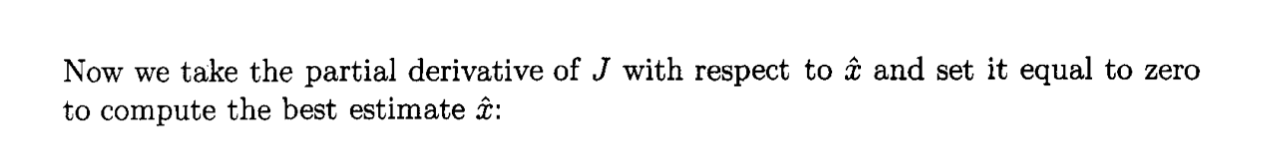 Now we take the partial derivative of J with respect to x̂ and set it equal to zero
to compute the best estimate x̂: